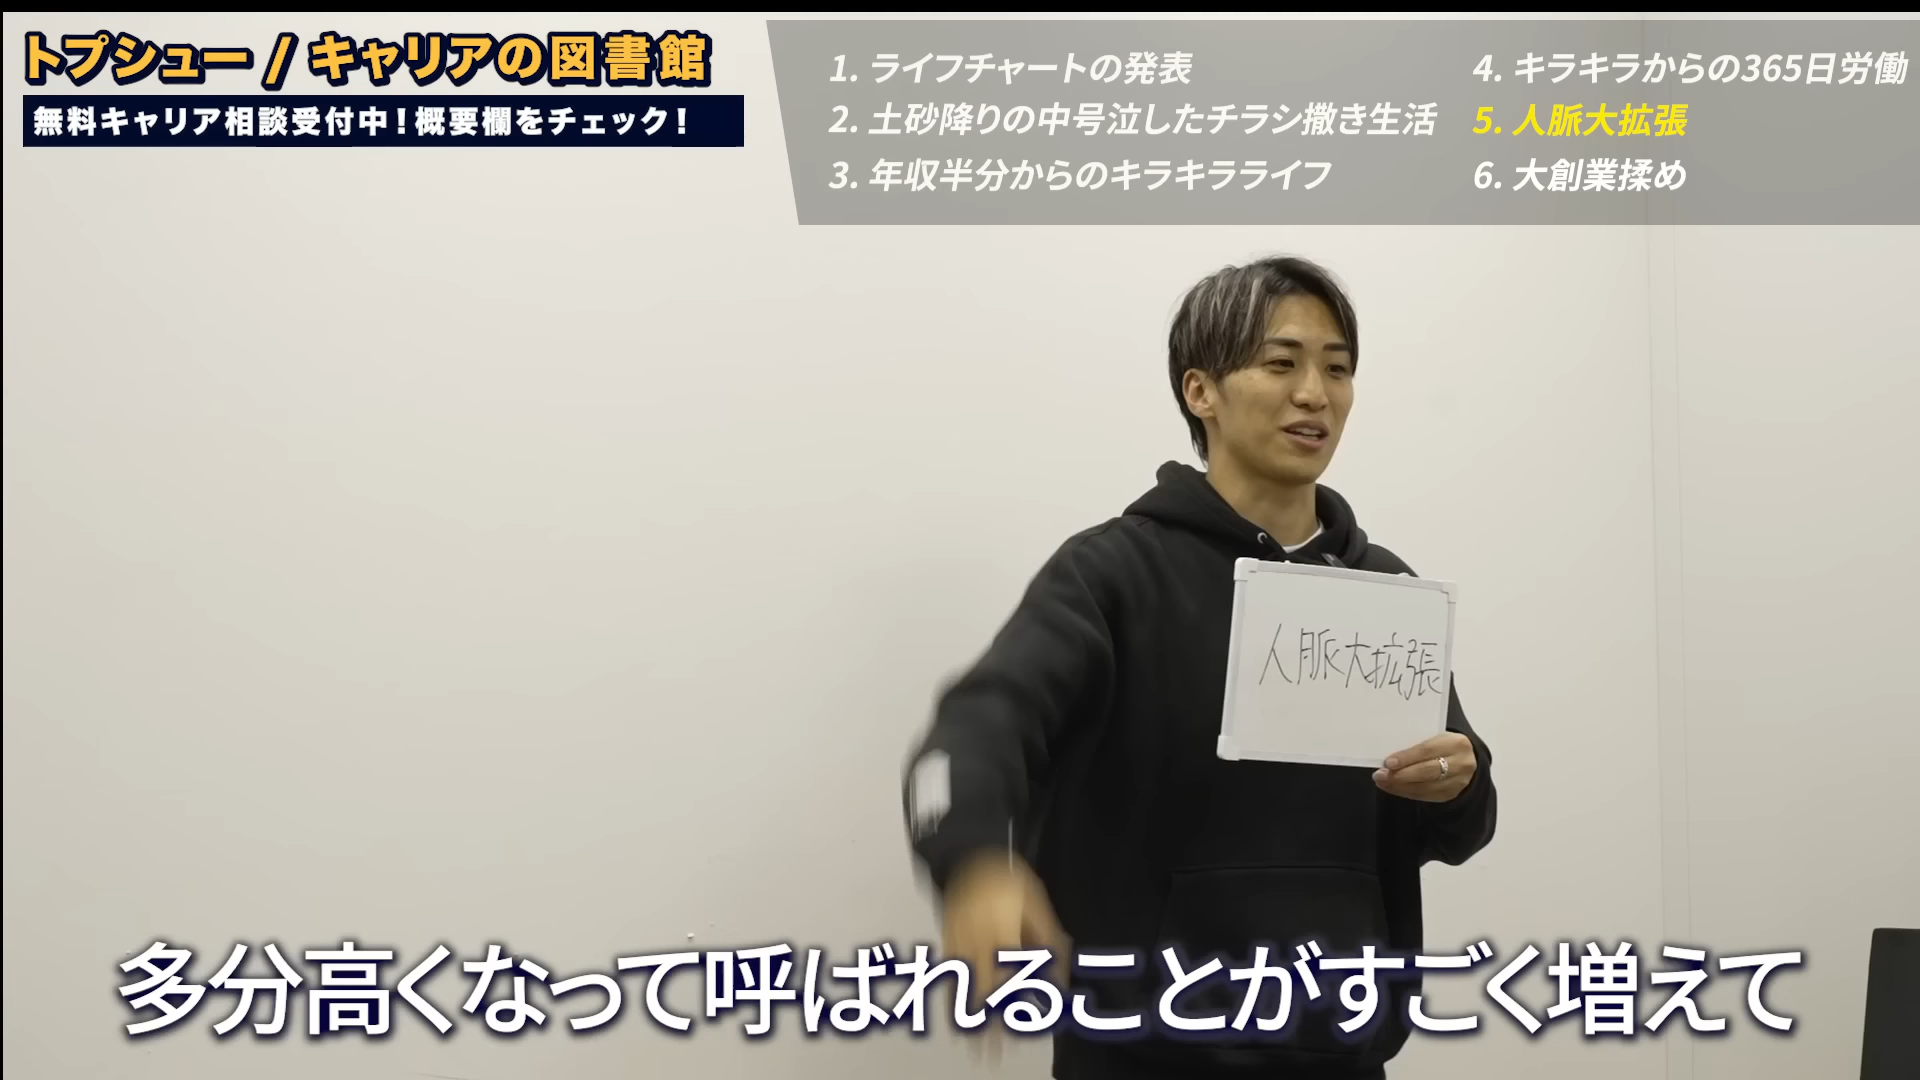 トプシュー / キャリアの図書館
無料キャリア相談受付中！概要欄をチェック！
1. ライフチャートの発表
2. 土砂降りの中号泣したチラシ撒き生活
3. 年収半分からのキラキラライフ
4. キラキラからの365日労働
5. 人脈大拡張
6. 大創業揉め
人脈大拡張
多分高くなって呼ばれることがすごく増えて